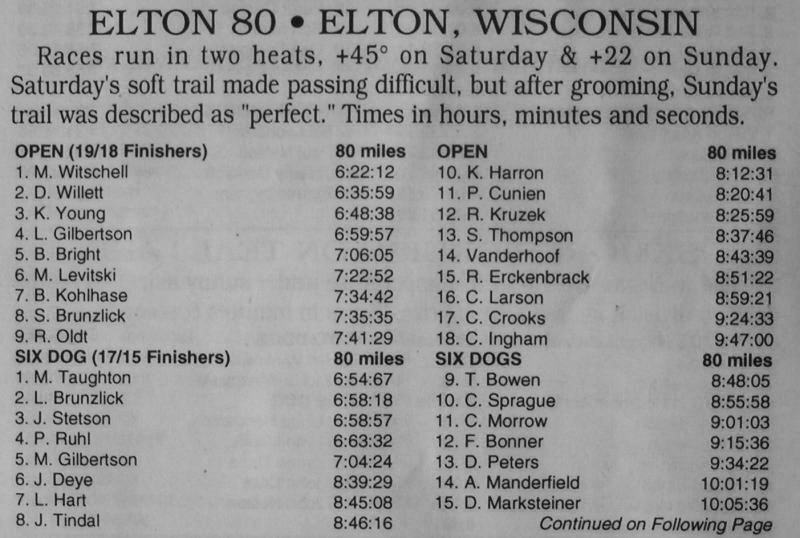 ELTON 80 • ELTON, WISCONSIN
Races run in two heats, +45° on Saturday & +22 on Sunday.
Saturday's soft trail made passing difficult, but after grooming, Sunday's
trail was described as "perfect." Times in hours, minutes and seconds.
OPEN (19/18 Finishers) 80 miles
1. M. Witschell 6:22:12
2. D. Willett 6:35:59
3. K. Young 6:48:38
4. L. Gilbertson 6:59:57
5. B. Bright 7:06:05
6. M. Levitski 7:22:52
7. B. Kohlhase 7:34:42
8. S. Brunzlick 7:35:35
9. R. Oldt 7:41:29
SIX DOG (17/15 Finishers) 80 miles
1. M. Taughton 6:54:67
2. L. Brunzlick 6:58:18
3. J. Stetson 6:58:57
4. P. Ruhl 6:63:32
5. M. Gilbertson 7:04:24
6. J. Deye 8:39:29
7. L. Hart 8:45:08
8. J. Tindal 8:46:16
OPEN 80 miles
10. K. Harron 8:12:31
11. P. Cunien 8:20:41
12. R. Kruzek 8:25:59
13. S. Thompson 8:37:46
14. Vanderhoof 8:43:39
15. R. Erckenbrack 8:51:22
16. C. Larson 8:59:21
17. C. Crooks 9:24:33
18. C. Ingham 9:47:00
SIX DOGS 80 miles
9. T. Bowen 8:48:05
10. C. Sprague 8:55:58
11. C. Morrow 9:01:03
12. F. Bonner 9:15:36
13. D. Peters 9:34:22
14. A. Manderfield 10:01:19
15. D. Marksteiner 10:05:36
Continued on Following Page